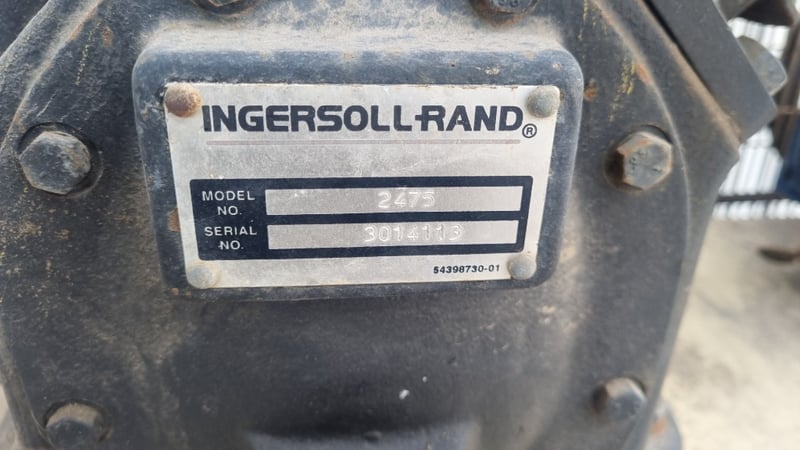 INGERSOLL-RAND®
MODEL NO. 2475
SERIAL NO. 3014113
54398730-01